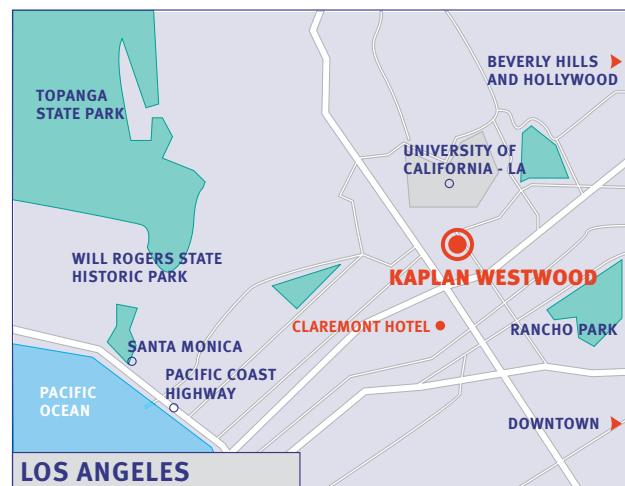 BEVERLY HILLS
AND HOLLYWOOD
TOPANGA
STATE PARK
UNIVERSITY OF
CALIFORNIA - LA
WILL ROGERS STATE
HISTORIC PARK
KAPLAN WESTWOOD
CLAREMONT HOTEL
RANCHO PARK
SANTA MONICA
PACIFIC COAST
HIGHWAY
PACIFIC
OCEAN
DOWNTOWN
LOS ANGELES